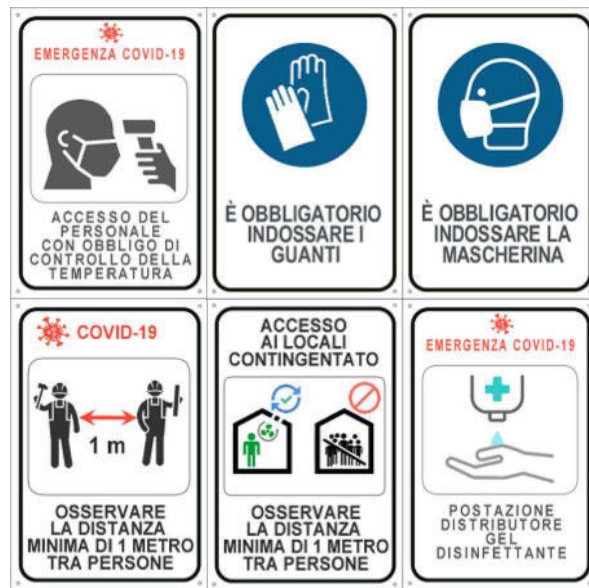 EMERGENZA COVID-19
ACCESSO DEL
PERSONALE
CON OBBLIGO DI
CONTROLLO DELLA
TEMPERATURA
È OBBLIGATORIO
INDOSSARE I
GUANTI
È OBBLIGATORIO
INDOSSARE LA
MASCHERINA
COVID-19
1 m
OSSERVARE
LA DISTANZA
MINIMA DI 1 METRO
TRA PERSONE
ACCESSO
AI LOCALI
CONTINGENTATO
OSSERVARE
LA DISTANZA
MINIMA DI 1 METRO
TRA PERSONE
EMERGENZA COVID-19
POSTAZIONE
DISTRIBUTORE
GEL
DISINFETTANTE